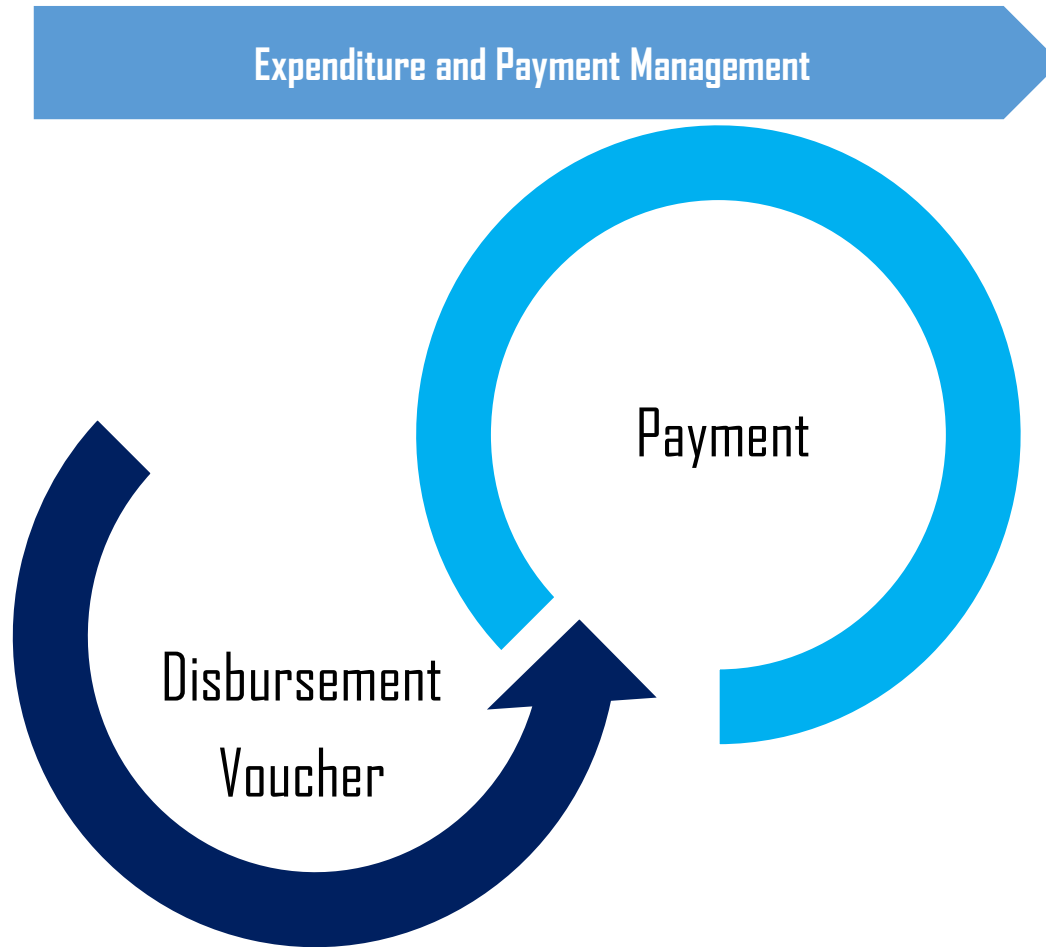 Expenditure and Payment Management
Payment
Disbursement
Voucher